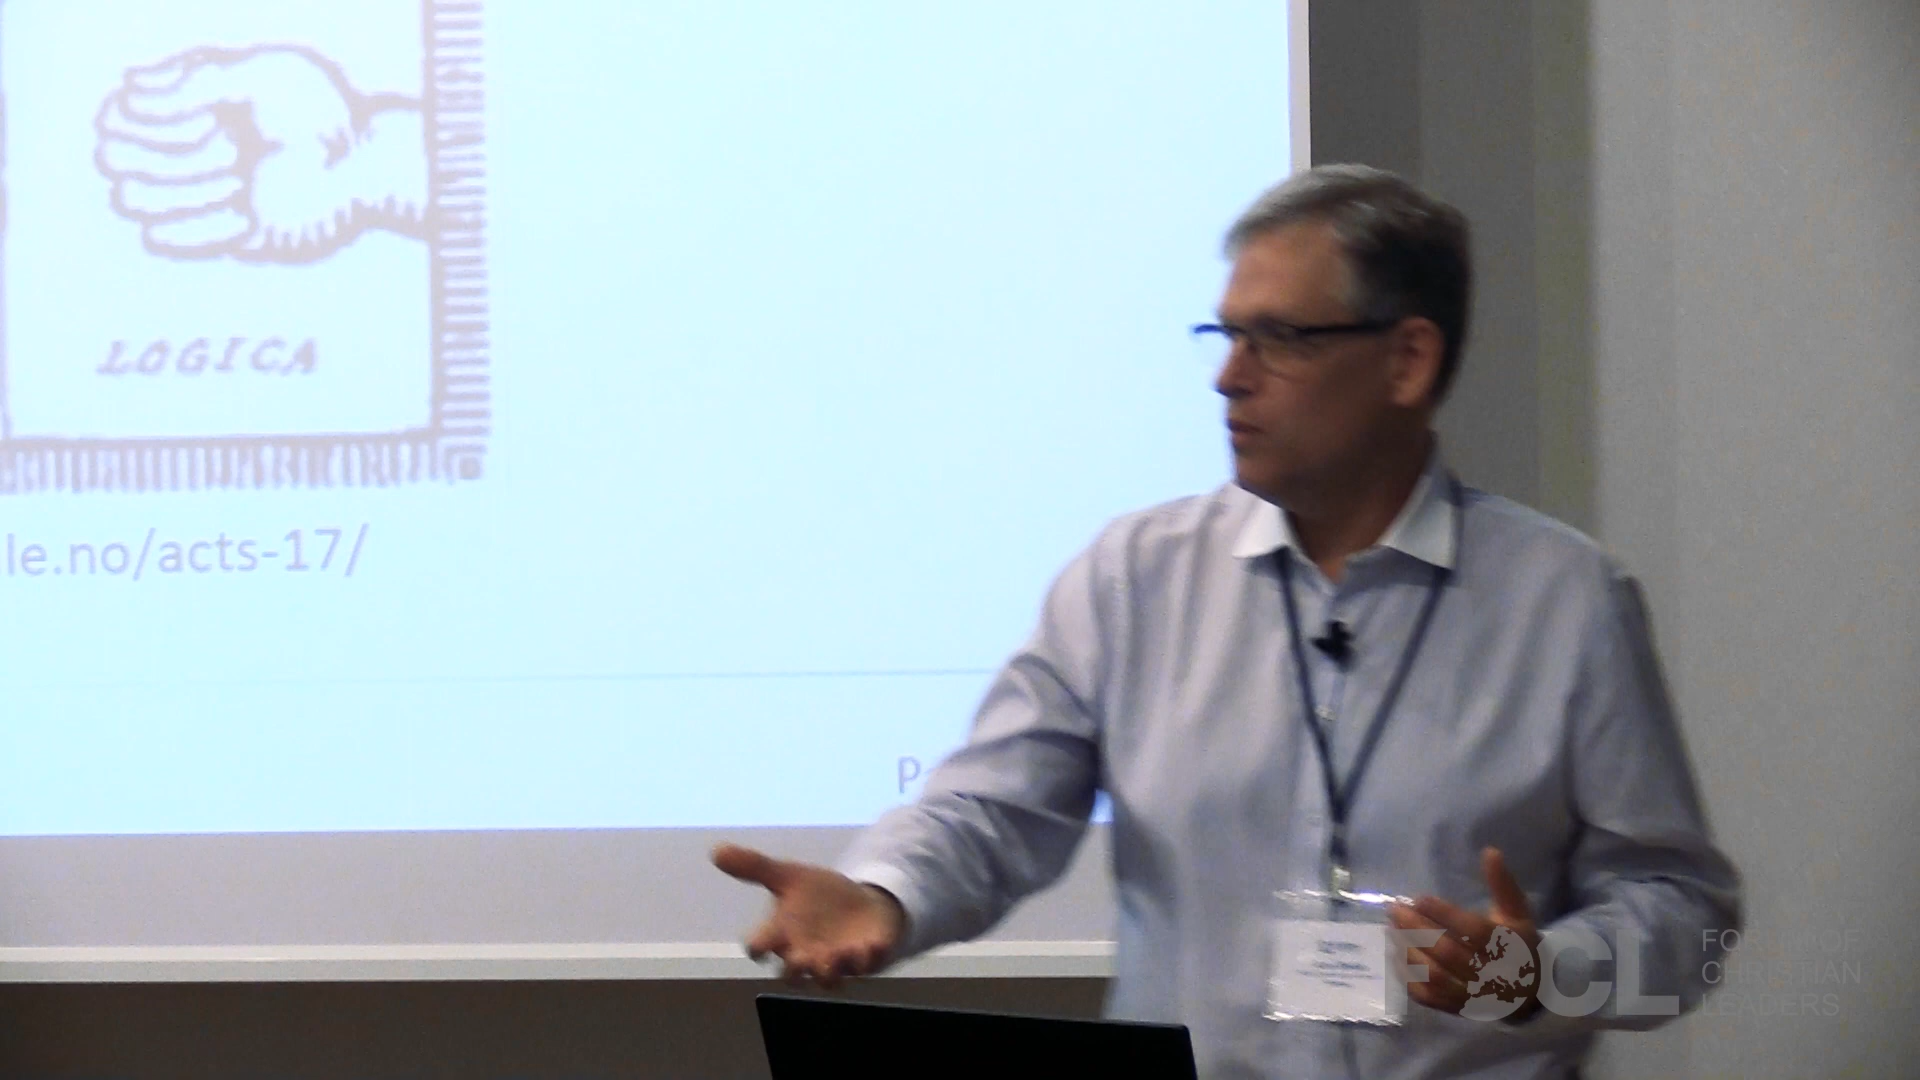 LOGICA
le.no/acts-17/
P
FOCL
FORUM OF
CHRISTIAN
LEADERS